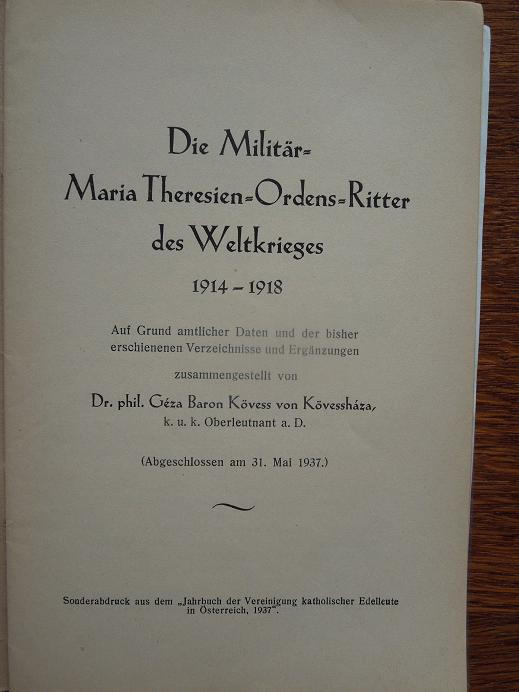 Die Militär-
Maria Theresien-Ordens-Ritter
des Weltkrieges
1914 – 1918
Auf Grund amtlicher Daten und der bisher
erschienenen Verzeichnisse und Ergänzungen
zusammengestellt von
Dr. phil. Géza Baron Kövess von Kövessháza,
k. u. k. Oberleutnant a. D.
(Abgeschlossen am 31. Mai 1937.)
Sonderabdruck aus dem „Jahrbuch der Vereinigung katholischer Edelleute
in Österreich, 1937“.